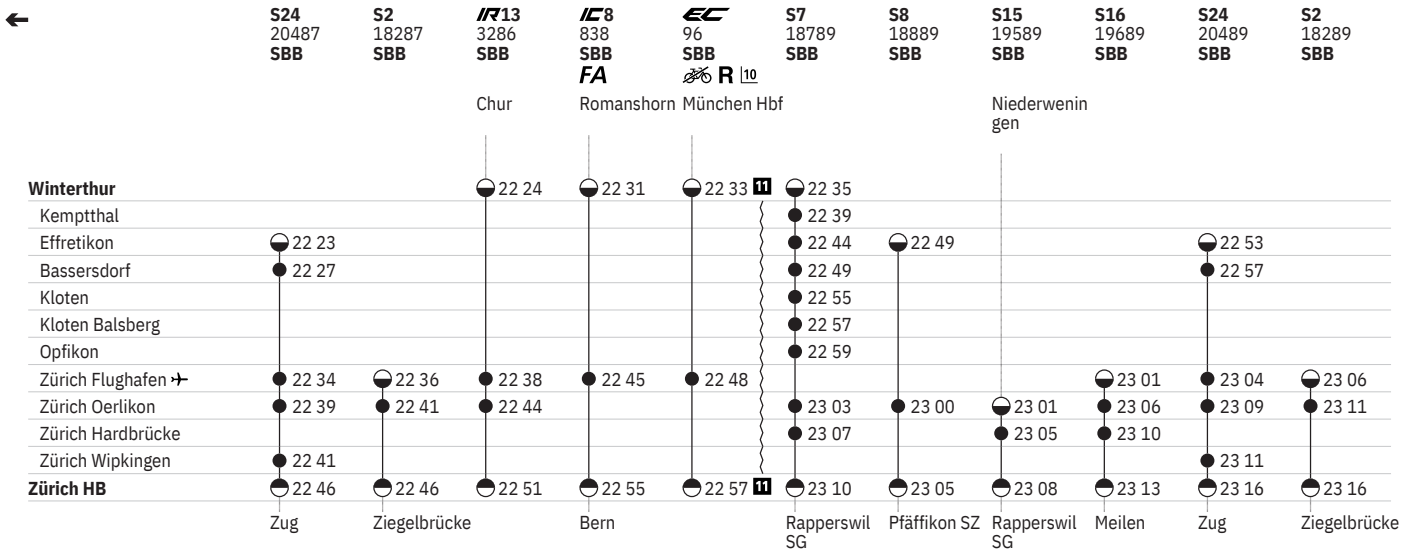 S24 S2 IR13 IC8 EC S7 S8 S15 S16 S24 S2
20487 18287 3286 838 96 18789 18889 19589 19689 20489 18289
SBB SBB SBB SBB SBB SBB SBB SBB SBB SBB SBB
FA R 10
Chur Romanshorn München Hbf Niederwenin
gen
Winterthur 22 24 22 31 22 33 11 22 35
Kemptthal 22 39
Effretikon 22 23 22 44 22 49 22 53
Bassersdorf 22 27 22 49 22 57
Kloten 22 55
Kloten Balsberg 22 57
Opfikon 22 59
Zürich Flughafen 22 34 22 36 22 38 22 45 22 48 23 01 23 04 23 06
Zürich Oerlikon 22 39 22 41 22 44 23 03 23 00 23 01 23 06 23 09 23 11
Zürich Hardbrücke 23 07 23 05 23 10
Zürich Wipkingen 22 41 23 11
Zürich HB 22 46 22 46 22 51 22 55 22 57 11 23 10 23 05 23 08 23 13 23 16 23 16
Zug Ziegelbrücke Bern Rapperswil Pfäffikon SZ Rapperswil Meilen Zug Ziegelbrücke
SG SG